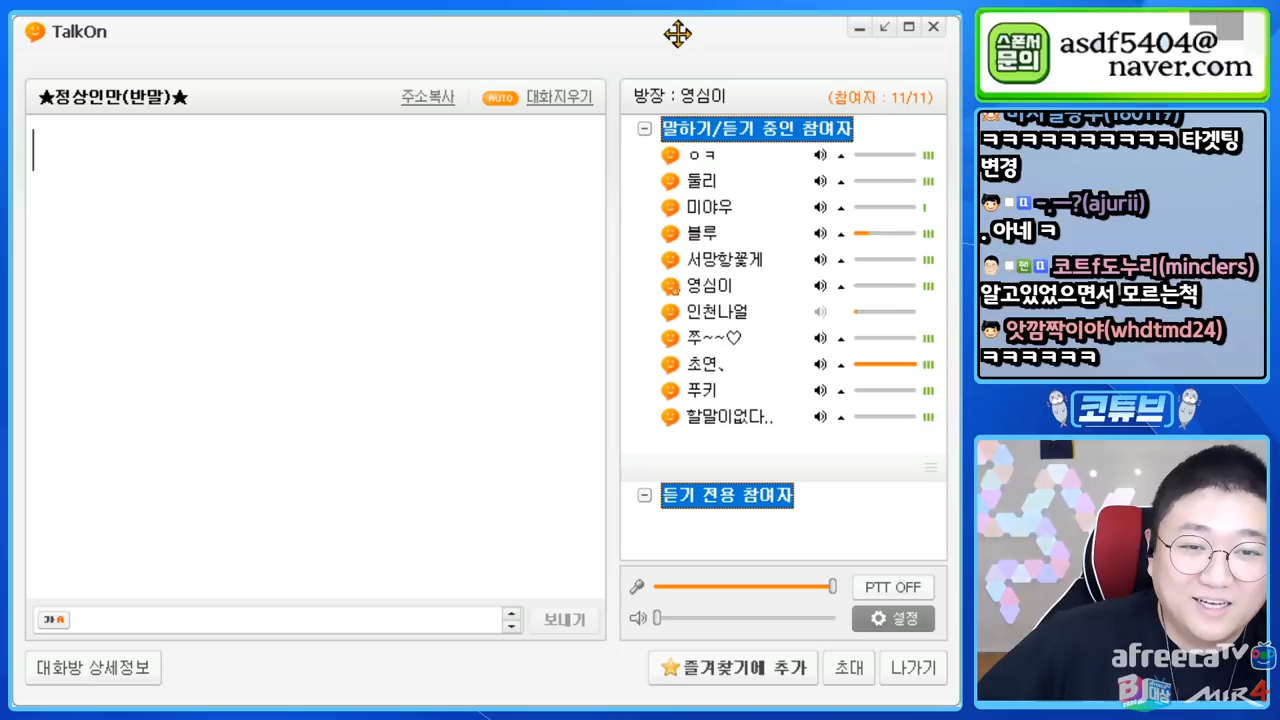 TalkOn
★정상인만(반말)★
주소복사
AUTO
대화지우기
방장 : 영심이
(참여자 : 11/11)
말하기/듣기 중인 참여자
ㅇㅋ
둘리
미야우
블루
서망항꽃게
영심이
인천나얼
쭈~~♡
초연、
푸키
할말이없다..
듣기 전용 참여자
PTT OFF
설정
가A
보내기
대화방 상세정보
즐겨찾기에 추가
초대
나가기
스폰서
문의
asdf5404@
naver.com
ㅋㅋㅋㅋㅋㅋㅋㅋㅋㅋ 타겟팅
변경
-.ㅡ?(ajurii)
. 아네 ㅋ
팬
코트f도누리(minclers)
알고있었으면서 모르는척
앗깜짝이야(whdtmd24)
ㅋㅋㅋㅋㅋㅋ
코튜브
afreecaTV
BJ대상
MIR4